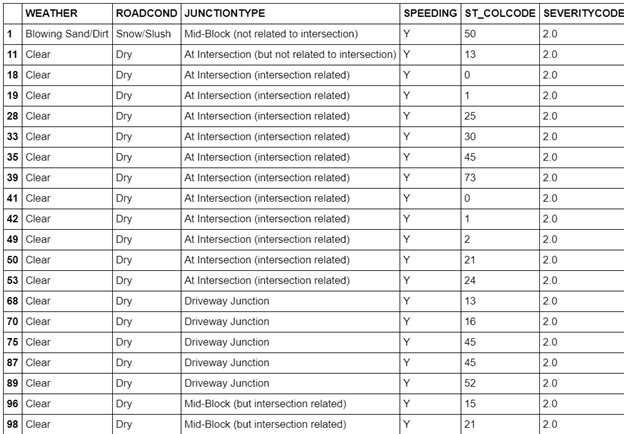 WEATHER ROADCOND JUNCTIONTYPE SPEEDING ST_COLCODE SEVERITYCODE
1 Blowing Sand/Dirt Snow/Slush Mid-Block (not related to intersection) Y 50 2.0
11 Clear Dry At Intersection (but not related to intersection) Y 13 2.0
18 Clear Dry At Intersection (intersection related) Y 0 2.0
19 Clear Dry At Intersection (intersection related) Y 1 2.0
28 Clear Dry At Intersection (intersection related) Y 25 2.0
33 Clear Dry At Intersection (intersection related) Y 30 2.0
35 Clear Dry At Intersection (intersection related) Y 45 2.0
39 Clear Dry At Intersection (intersection related) Y 73 2.0
41 Clear Dry At Intersection (intersection related) Y 0 2.0
42 Clear Dry At Intersection (intersection related) Y 1 2.0
49 Clear Dry At Intersection (intersection related) Y 2 2.0
50 Clear Dry At Intersection (intersection related) Y 21 2.0
53 Clear Dry At Intersection (intersection related) Y 24 2.0
68 Clear Dry Driveway Junction Y 13 2.0
70 Clear Dry Driveway Junction Y 16 2.0
75 Clear Dry Driveway Junction Y 45 2.0
87 Clear Dry Driveway Junction Y 45 2.0
89 Clear Dry Driveway Junction Y 52 2.0
96 Clear Dry Mid-Block (but intersection related) Y 15 2.0
98 Clear Dry Mid-Block (but intersection related) Y 21 2.0